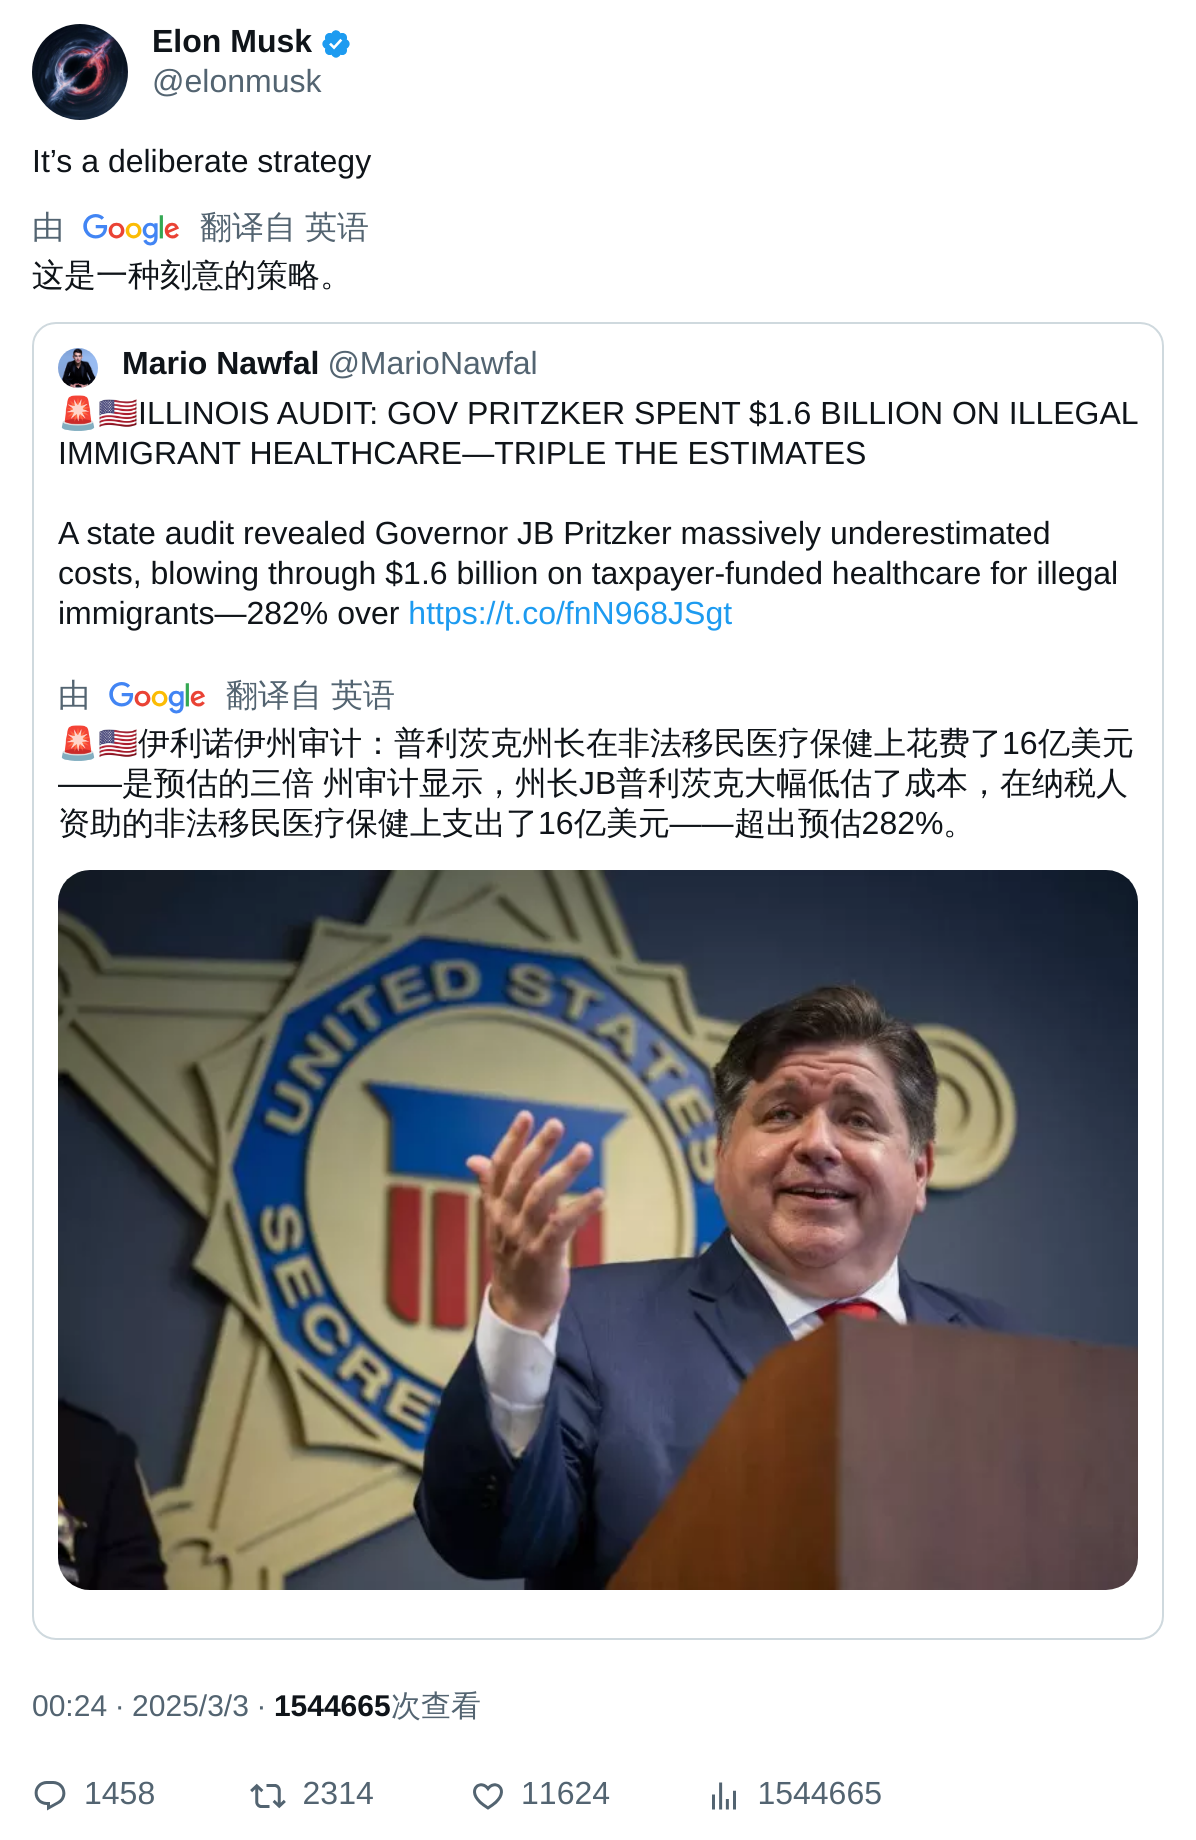 Elon Musk
@elonmusk
It’s a deliberate strategy
由 Google 翻译自 英语
这是一种刻意的策略。
Mario Nawfal @MarioNawfal
🚨🇺🇸ILLINOIS AUDIT: GOV PRITZKER SPENT $1.6 BILLION ON ILLEGAL
IMMIGRANT HEALTHCARE—TRIPLE THE ESTIMATES
A state audit revealed Governor JB Pritzker massively underestimated
costs, blowing through $1.6 billion on taxpayer-funded healthcare for illegal
immigrants—282% over https://t.co/fnN968JSgt
由 Google 翻译自 英语
🚨🇺🇸伊利诺伊州审计：普利茨克州长在非法移民医疗保健上花费了16亿美元
——是预估的三倍 州审计显示，州长JB普利茨克大幅低估了成本，在纳税人
资助的非法移民医疗保健上支出了16亿美元——超出预估282%。
UNITED STATES
SECRE
00:24 · 2025/3/3 · 1544665次查看
1458 2314 11624 1544665